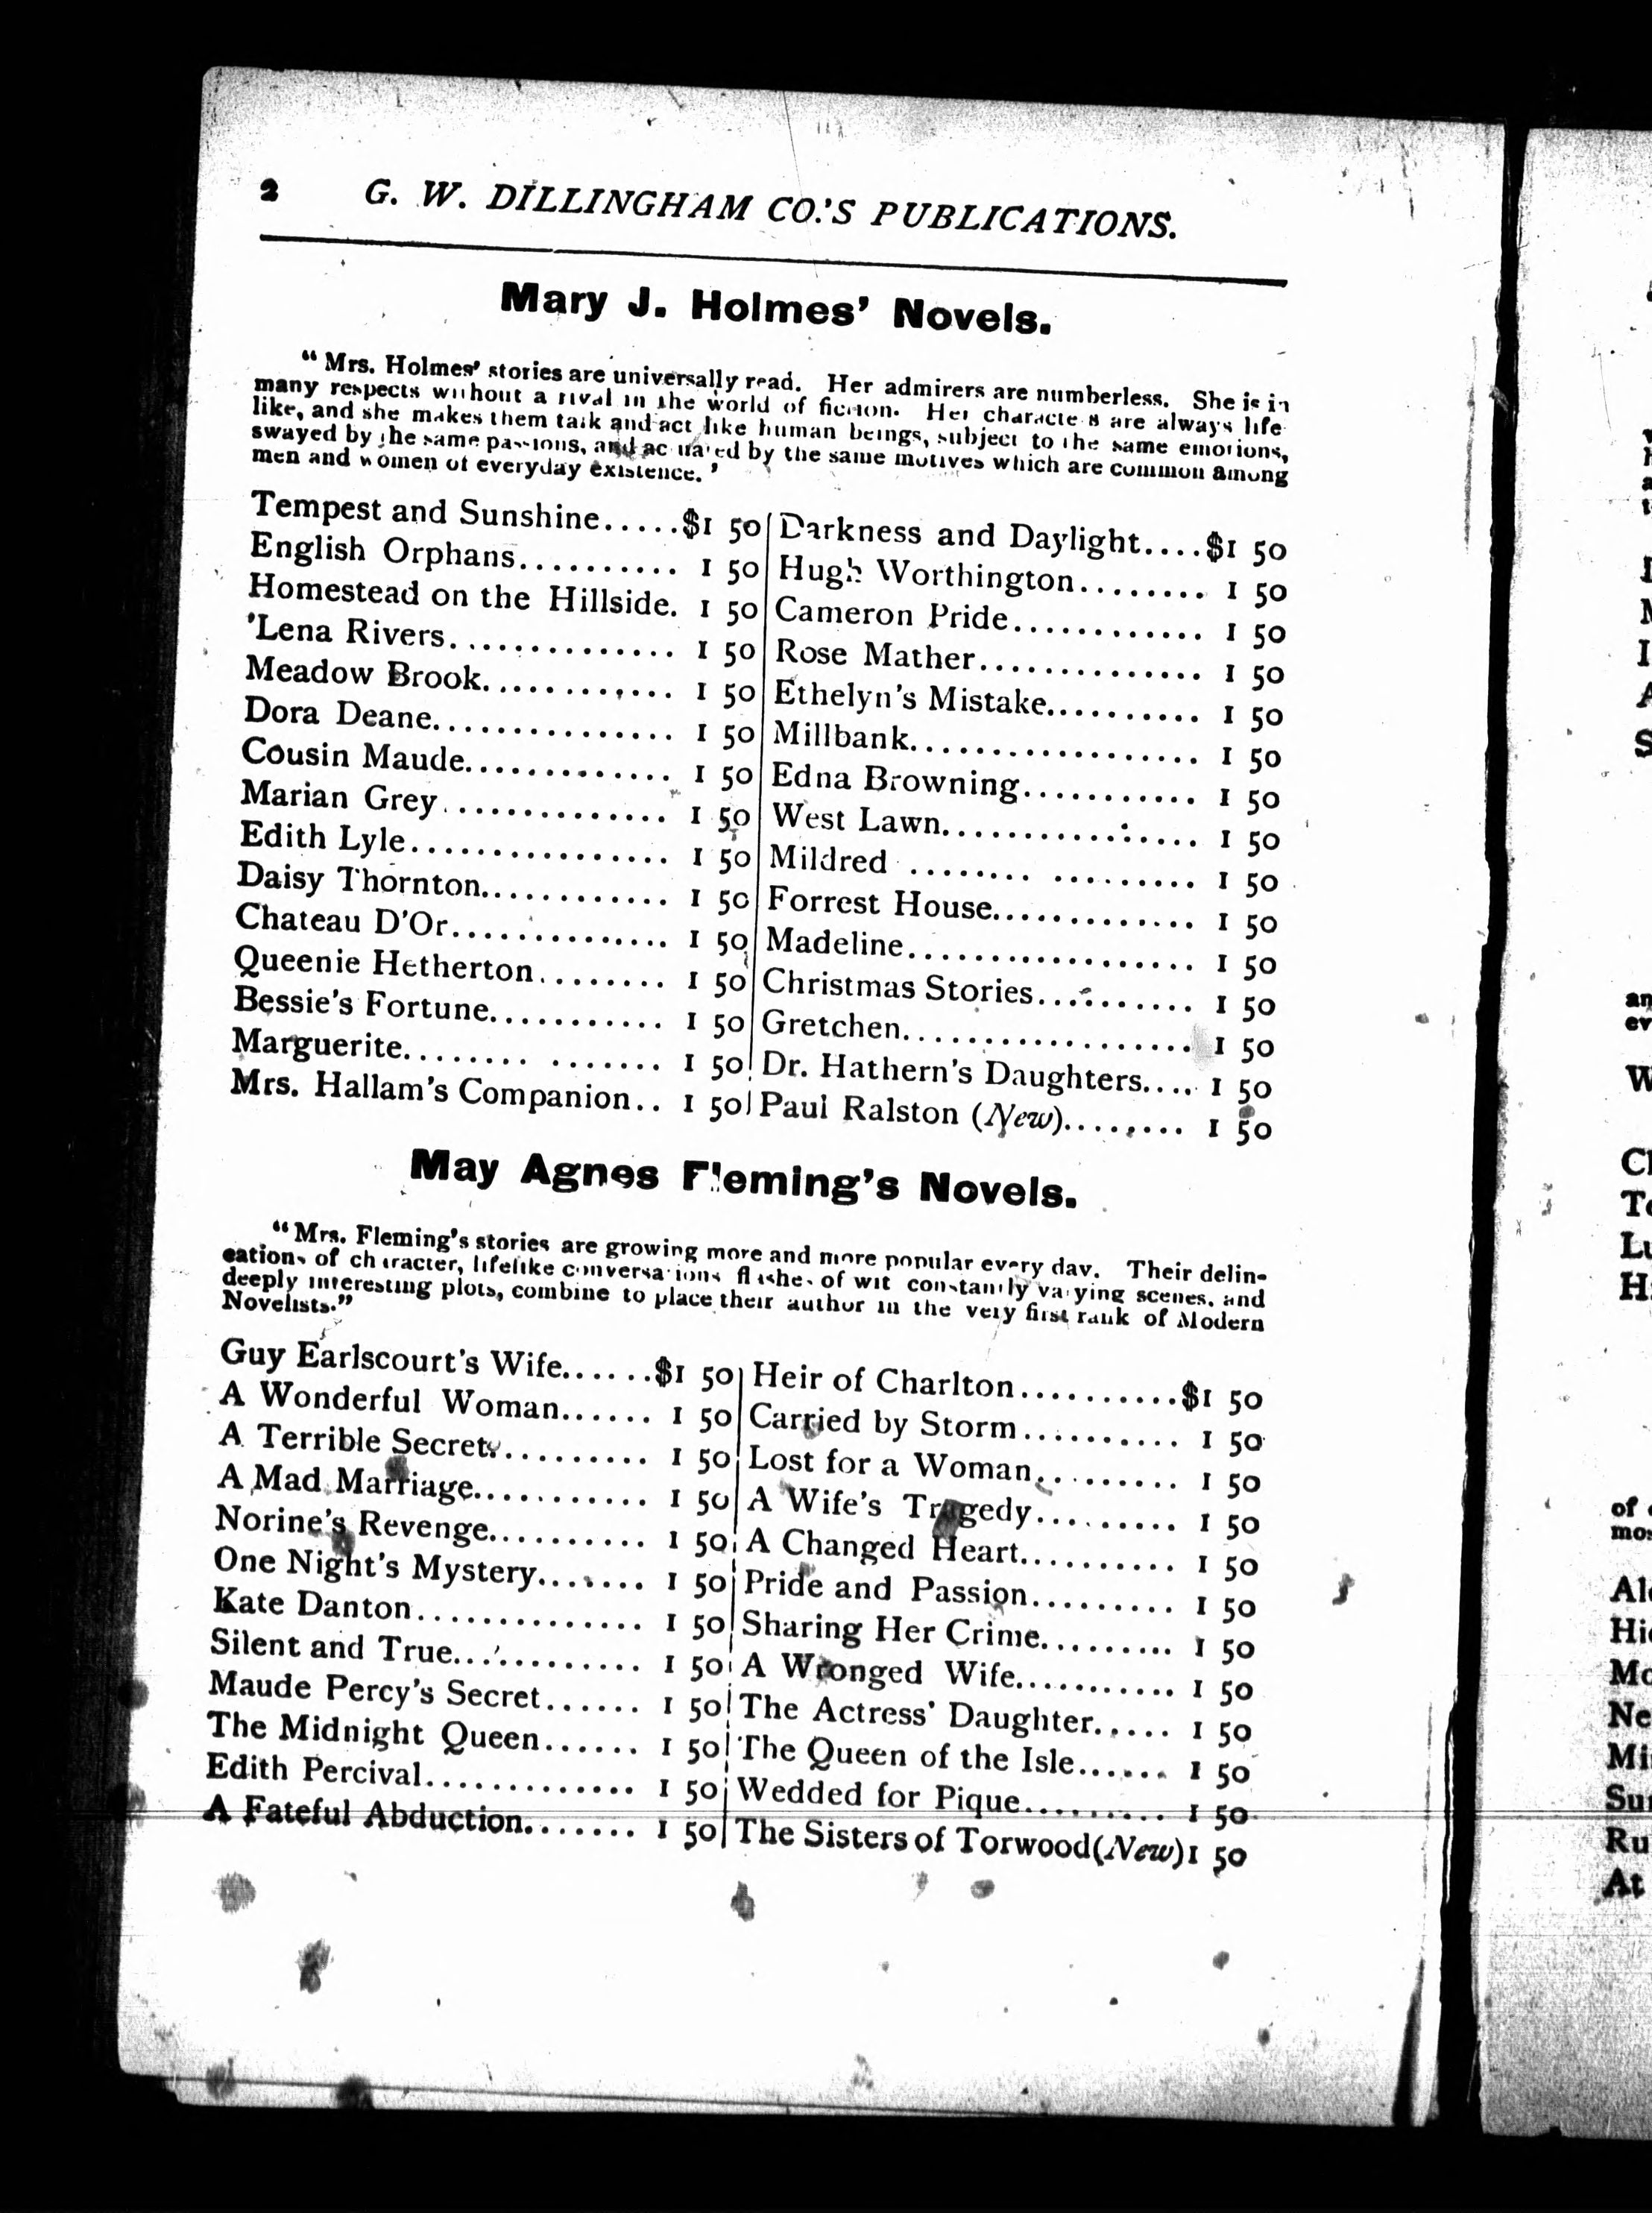 2 G. W. DILLINGHAM CO.'S PUBLICATIONS.
Mary J. Holmes' Novels.
"Mrs. Holmes' stories are universally read. Her admirers are numberless. She is in
many respects without a rival in the world of fiction. Her characters are always life
like, and she makes them talk and act like human beings, subject to the same emotions,
swayed by the same passions, and actuated by the same motives which are common among
men and women of everyday existence.'
Tempest and Sunshine.....$1 50
English Orphans.......... 1 50
Homestead on the Hillside. 1 50
'Lena Rivers.............. 1 50
Meadow Brook............ 1 50
Dora Deane............... 1 50
Cousin Maude............. 1 50
Marian Grey.............. 1 50
Edith Lyle................ 1 50
Daisy Thornton............ 1 50
Chateau D'Or.............. 1 50
Queenie Hetherton........ 1 50
Bessie's Fortune........... 1 50
Marguerite........ ....... 1 50
Mrs. Hallam's Companion.. 1 50
Darkness and Daylight....$1 50
Hugh Worthington........ 1 50
Cameron Pride............ 1 50
Rose Mather.............. 1 50
Ethelyn's Mistake.......... 1 50
Millbank.................. 1 50
Edna Browning........... 1 50
West Lawn................ 1 50
Mildred ........ ......... 1 50
Forrest House............. 1 50
Madeline.................. 1 50
Christmas Stories.......... 1 50
Gretchen.................. 1 50
Dr. Hathern's Daughters.... 1 50
Paul Ralston (New)........ 1 50
May Agnes Fleming's Novels.
"Mrs. Fleming's stories are growing more and more popular every day. Their delin-
eations of character, lifelike conversations flashes of wit constantly varying scenes, and
deeply interesting plots, combine to place their author in the very first rank of Modern
Novelists."
Guy Earlscourt's Wife......$1 50
A Wonderful Woman...... 1 50
A Terrible Secret.......... 1 50
A Mad Marriage........... 1 50
Norine's Revenge.......... 1 50
One Night's Mystery....... 1 50
Kate Danton.............. 1 50
Silent and True............ 1 50
Maude Percy's Secret...... 1 50
The Midnight Queen...... 1 50
Edith Percival............. 1 50
A Fateful Abduction....... 1 50
Heir of Charlton..........$1 50
Carried by Storm.......... 1 50
Lost for a Woman......... 1 50
A Wife's Tragedy.......... 1 50
A Changed Heart.......... 1 50
Pride and Passion......... 1 50
Sharing Her Crime......... 1 50
A Wronged Wife........... 1 50
The Actress' Daughter..... 1 50
The Queen of the Isle...... 1 50
Wedded for Pique......... 1 50
The Sisters of Torwood(New)1 50